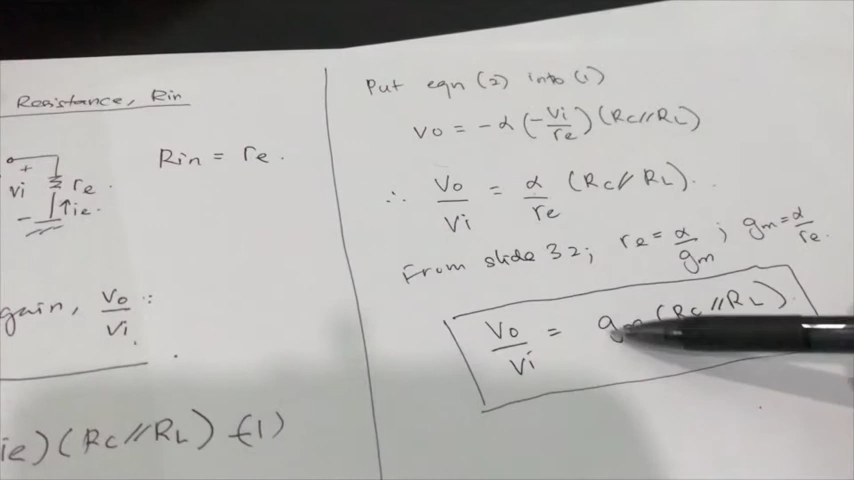 Resistance, Rin
+
vi
re
-
↑ie.
Rin = re.
gain, Vo/Vi :
ie)(Rc//RL) -(1)
Put eqn (2) into (1)
Vo = -α (-Vi/re)(Rc//RL)
∴ Vo/Vi = α/re (Rc//RL).
From slide 32; re = α/gm ; gm = α/re.
Vo/Vi = gm (Rc//RL).